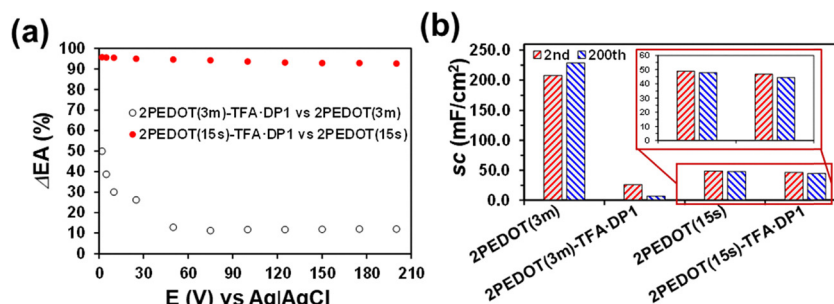 (a)
100
90
80
70
60
50
40
30
20
10
0
ΔEA (%)
2PEDOT(3m)-TFA·DP1 vs 2PEDOT(3m)
2PEDOT(15s)-TFA·DP1 vs 2PEDOT(15s)
0 30 60 90 120 150 180 210
E (V) vs Ag|AgCl
(b)
250.0
200.0
150.0
100.0
50.0
0.0
sc (mF/cm²)
2nd 200th
60
50
40
30
20
10
0
2PEDOT(3m)
2PEDOT(3m)-TFA·DP1
2PEDOT(15s)
2PEDOT(15s)-TFA·DP1